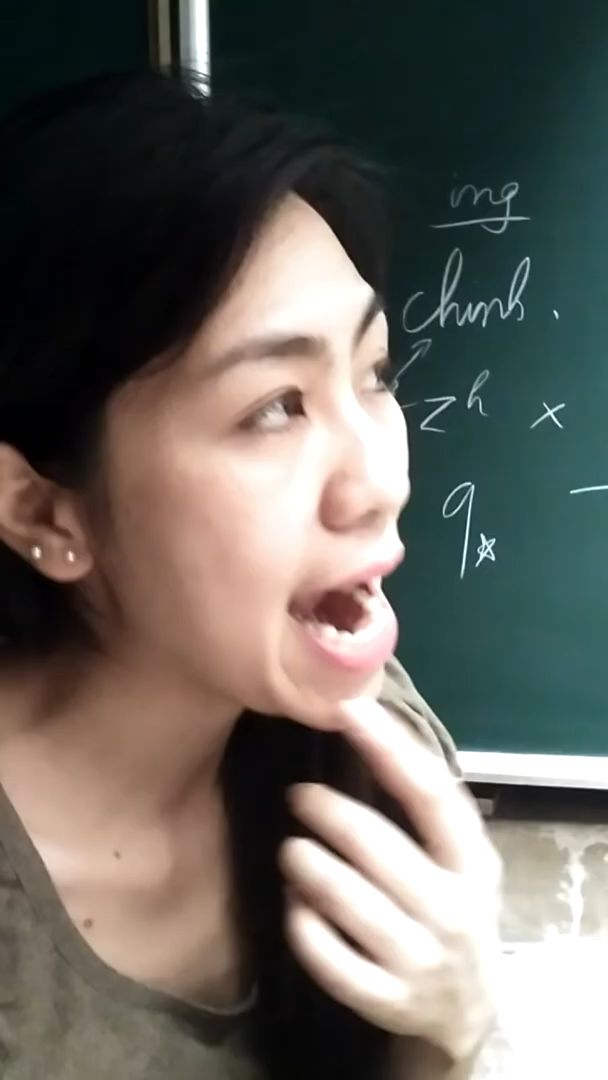 ing
chinh.
zh x
q☆